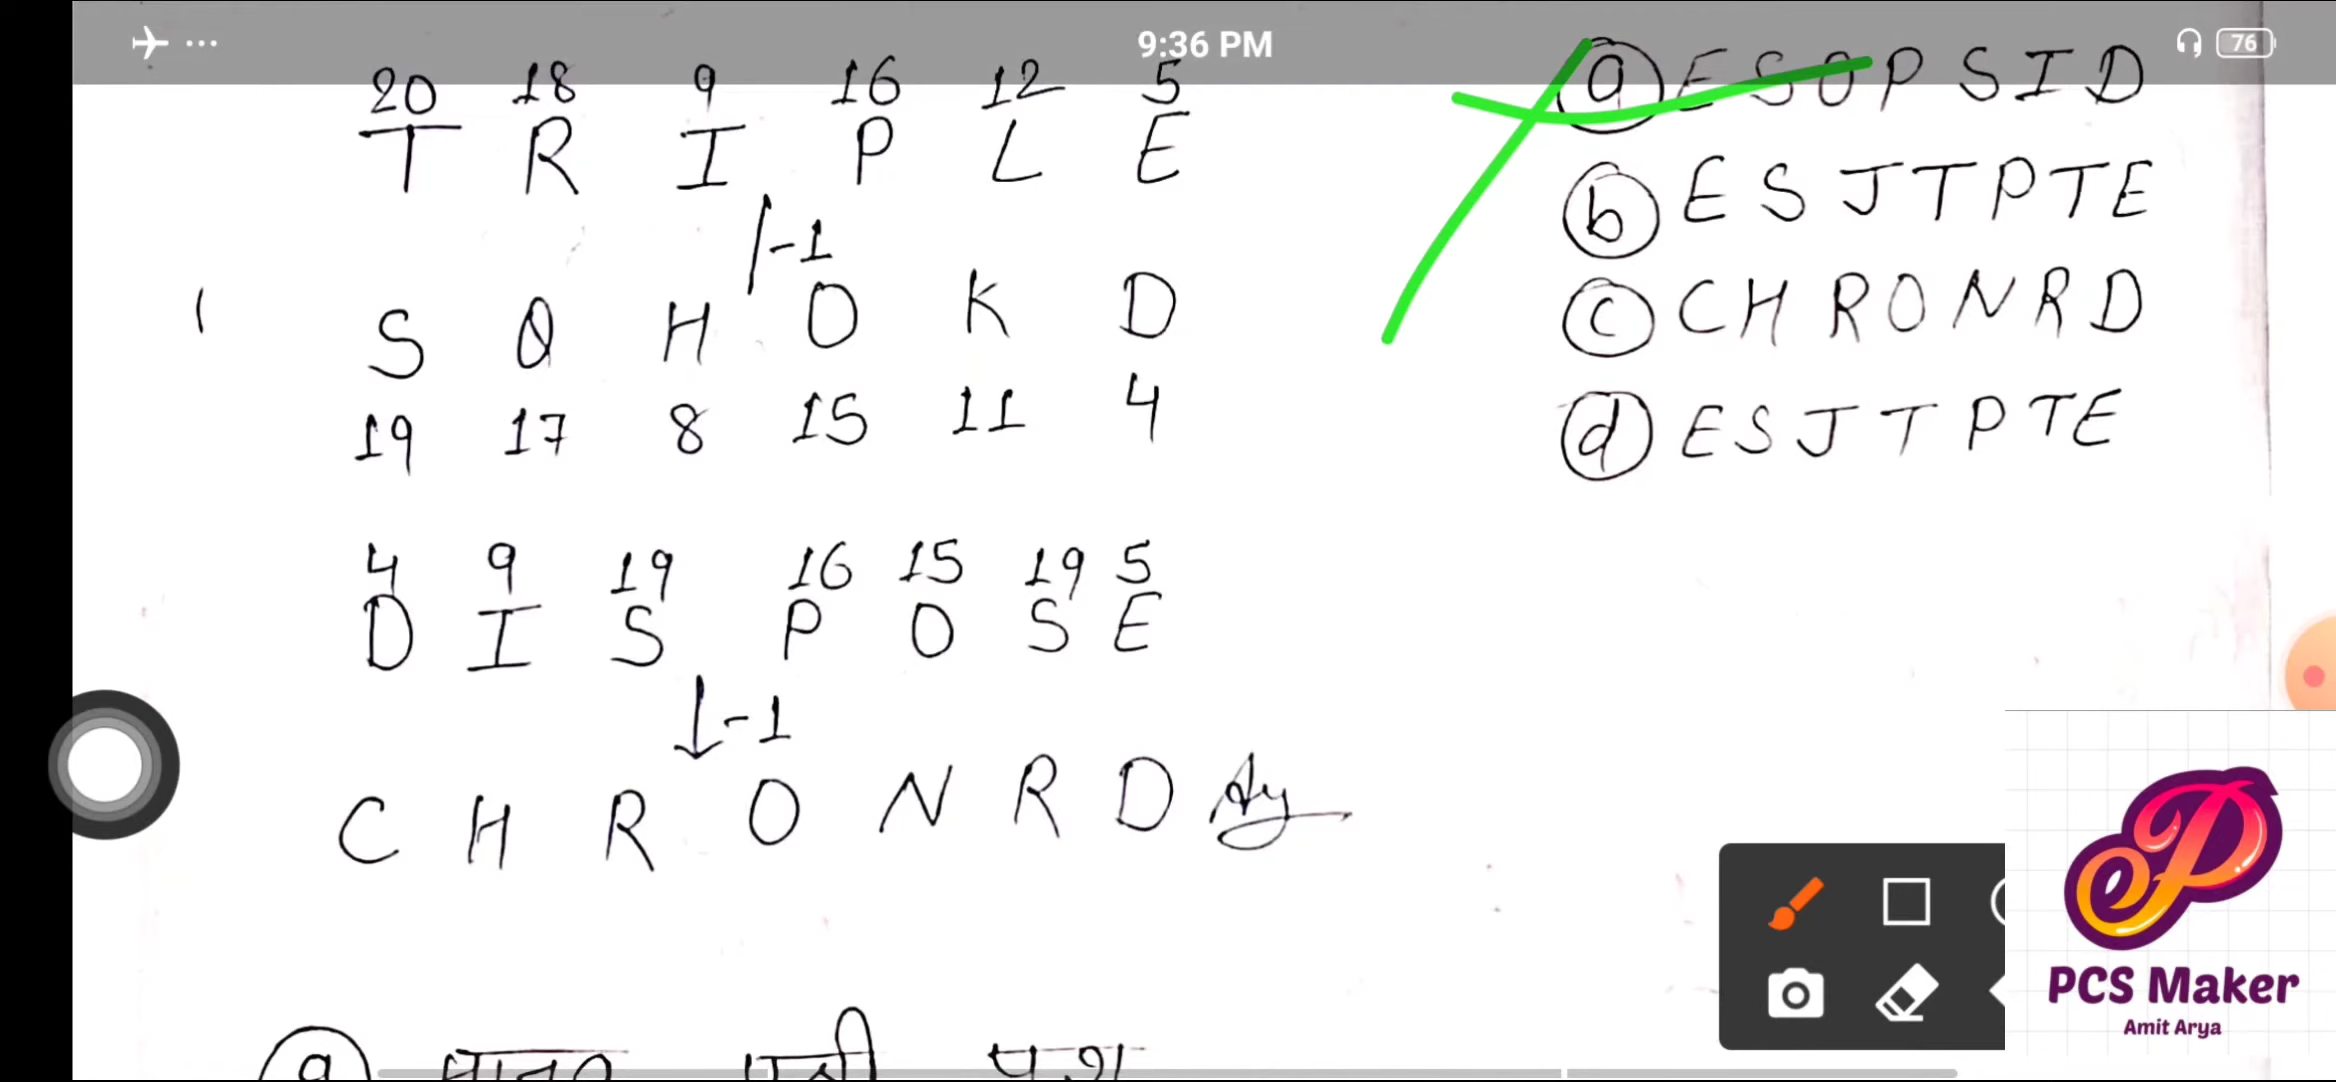 9:36 PM
76
20 18 9 16 12 5
T R I P L E
-1
S Q H O K D
19 17 8 15 11 4
4 9 19 16 15 19 5
D I S P O S E
-1
C H R O N R D
a E S O P S I D
b E S J T P T E
c C H R O N R D
d E S J T P T E
PCS Maker
Amit Arya